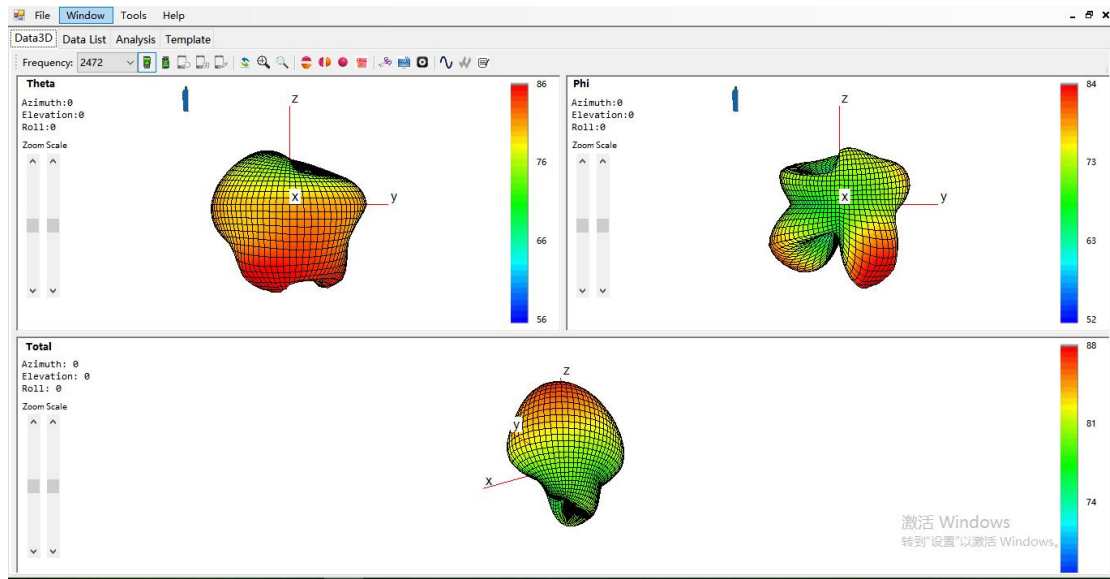 File Window Tools Help
Data3D Data List Analysis Template
Frequency: 2472
Theta
Azimuth:0
Elevation:0
Roll:0
Zoom Scale
z
x
y
86
76
66
56
Phi
Azimuth:0
Elevation:0
Roll:0
Zoom Scale
z
x
y
84
73
63
52
Total
Azimuth: 0
Elevation: 0
Roll: 0
Zoom Scale
z
y
x
88
81
74
激活 Windows
转到“设置”以激活 Windows。